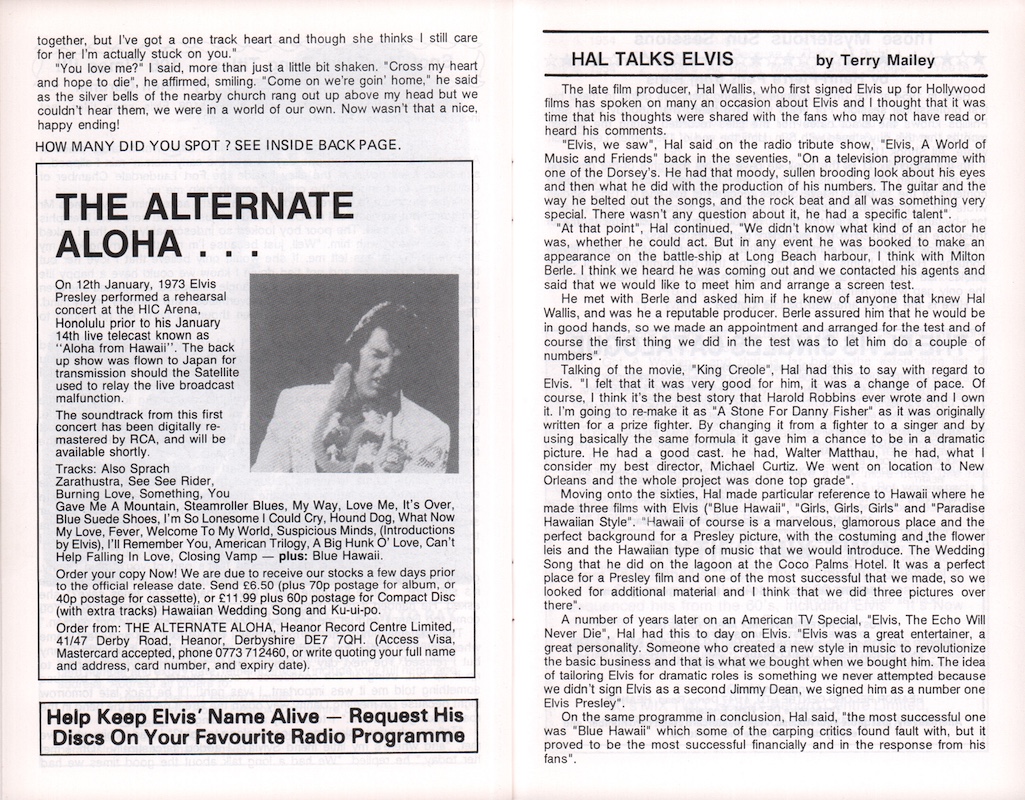 together, but I've got a one track heart and though she thinks I still care
for her I'm actually stuck on you."
"You love me?" I said, more than just a little bit shaken. "Cross my heart
and hope to die", he affirmed, smiling. "Come on we're goin' home," he said
as the silver bells of the nearby church rang out up above my head but we
couldn't hear them, we were in a world of our own. Now wasn't that a nice,
happy ending!
HOW MANY DID YOU SPOT ? SEE INSIDE BACK PAGE.
THE ALTERNATE
ALOHA . . .
On 12th January, 1973 Elvis
Presley performed a rehearsal
concert at the HIC Arena,
Honolulu prior to his January
14th live telecast known as
''Aloha from Hawaii''. The back
up show was flown to Japan for
transmission should the Satellite
used to relay the live broadcast
malfunction.
The soundtrack from this first
concert has been digitally re-
mastered by RCA, and will be
available shortly.
Tracks: Also Sprach
Zarathustra, See See Rider,
Burning Love, Something, You
Gave Me A Mountain, Steamroller Blues, My Way, Love Me, It's Over,
Blue Suede Shoes, I'm So Lonesome I Could Cry, Hound Dog, What Now
My Love, Fever, Welcome To My World, Suspicious Minds, (Introductions
by Elvis), I'll Remember You, American Trilogy, A Big Hunk O' Love, Can't
Help Falling In Love, Closing Vamp — plus: Blue Hawaii.
Order your copy Now! We are due to receive our stocks a few days prior
to the official release date. Send £6.50 (plus 70p postage for album, or
40p postage for cassette), or £11.99 plus 60p postage for Compact Disc
(with extra tracks) Hawaiian Wedding Song and Ku-ui-po.
Order from: THE ALTERNATE ALOHA, Heanor Record Centre Limited,
41/47 Derby Road, Heanor, Derbyshire DE7 7QH. (Access Visa,
Mastercard accepted, phone 0773 712460, or write quoting your full name
and address, card number, and expiry date).
Help Keep Elvis' Name Alive — Request His
Discs On Your Favourite Radio Programme
HAL TALKS ELVIS by Terry Mailey
The late film producer, Hal Wallis, who first signed Elvis up for Hollywood
films has spoken on many an occasion about Elvis and I thought that it was
time that his thoughts were shared with the fans who may not have read or
heard his comments.
"Elvis, we saw", Hal said on the radio tribute show, "Elvis, A World of
Music and Friends" back in the seventies, "On a television programme with
one of the Dorsey's. He had that moody, sullen brooding look about his eyes
and then what he did with the production of his numbers. The guitar and the
way he belted out the songs, and the rock beat and all was something very
special. There wasn't any question about it, he had a specific talent".
"At that point", Hal continued, "We didn't know what kind of an actor he
was, whether he could act. But in any event he was booked to make an
appearance on the battle-ship at Long Beach harbour, I think with Milton
Berle. I think we heard he was coming out and we contacted his agents and
said that we would like to meet him and arrange a screen test.
He met with Berle and asked him if he knew of anyone that knew Hal
Wallis, and was he a reputable producer. Berle assured him that he would be
in good hands, so we made an appointment and arranged for the test and of
course the first thing we did in the test was to let him do a couple of
numbers".
Talking of the movie, "King Creole", Hal had this to say with regard to
Elvis. "I felt that it was very good for him, it was a change of pace. Of
course, I think it's the best story that Harold Robbins ever wrote and I own
it. I'm going to re-make it as "A Stone For Danny Fisher" as it was originally
written for a prize fighter. By changing it from a fighter to a singer and by
using basically the same formula it gave him a chance to be in a dramatic
picture. He had a good cast. he had, Walter Matthau, he had, what I
consider my best director, Michael Curtiz. We went on location to New
Orleans and the whole project was done top grade".
Moving onto the sixties, Hal made particular reference to Hawaii where he
made three films with Elvis ("Blue Hawaii", "Girls, Girls, Girls" and "Paradise
Hawaiian Style". "Hawaii of course is a marvelous, glamorous place and the
perfect background for a Presley picture, with the costuming and the flower
leis and the Hawaiian type of music that we would introduce. The Wedding
Song that he did on the lagoon at the Coco Palms Hotel. It was a perfect
place for a Presley film and one of the most successful that we made, so we
looked for additional material and I think that we did three pictures over
there".
A number of years later on an American TV Special, "Elvis, The Echo Will
Never Die", Hal had this to day on Elvis. "Elvis was a great entertainer, a
great personality. Someone who created a new style in music to revolutionize
the basic business and that is what we bought when we bought him. The idea
of tailoring Elvis for dramatic roles is something we never attempted because
we didn't sign Elvis as a second Jimmy Dean, we signed him as a number one
Elvis Presley".
On the same programme in conclusion, Hal said, "the most successful one
was "Blue Hawaii" which some of the carping critics found fault with, but it
proved to be the most successful financially and in the response from his
fans".